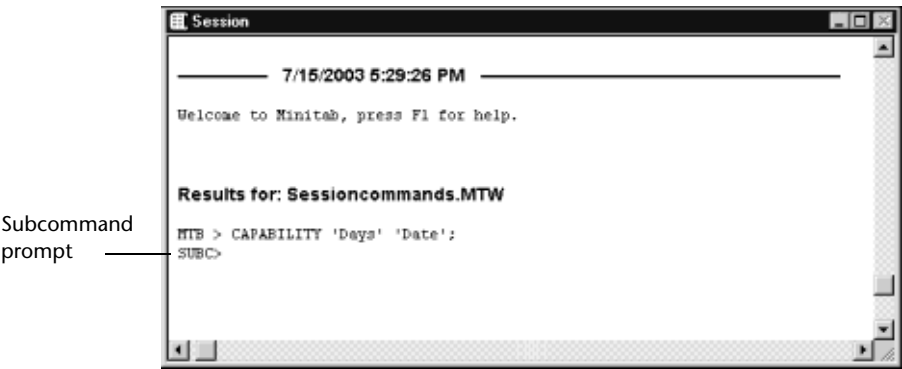 Session
7/15/2003 5:29:26 PM
Welcome to Minitab, press F1 for help.
Results for: Sessioncommands.MTW
MTB > CAPABILITY 'Days' 'Date';
Subcommand
prompt
SUBC>